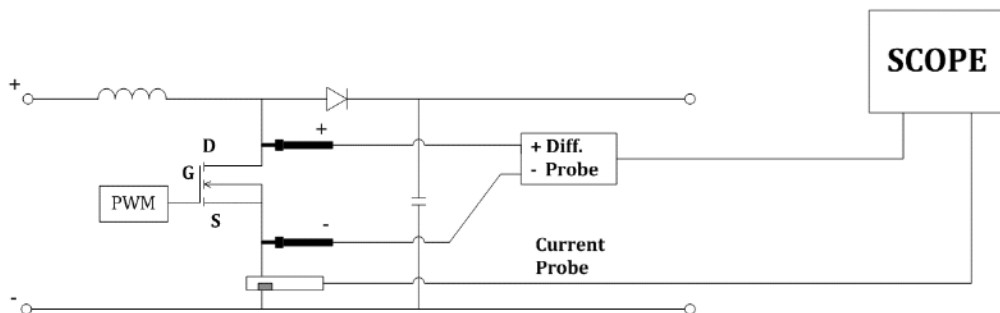 SCOPE
+
D
+
G
+ Diff.
- Probe
PWM
S
-
Current
Probe
-